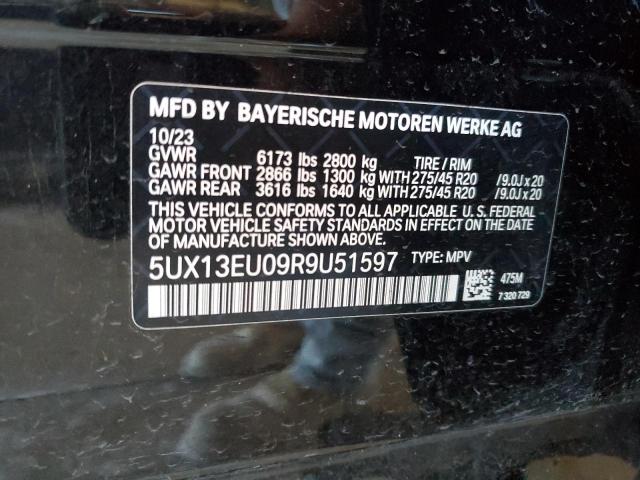 MFD BY BAYERISCHE MOTOREN WERKE AG
10/23
GVWR 6173 lbs 2800 kg TIRE / RIM
GAWR FRONT 2866 lbs 1300 kg WITH 275/45 R20 /9.0J x 20
GAWR REAR 3616 lbs 1640 kg WITH 275/45 R20 /9.0J x 20
THIS VEHICLE CONFORMS TO ALL APPLICABLE U. S. FEDERAL
MOTOR VEHICLE SAFETY STANDARDS IN EFFECT ON THE DATE
OF MANUFACTURE SHOWN ABOVE.
5UX13EU09R9U51597 TYPE: MPV
475M
7 320 729